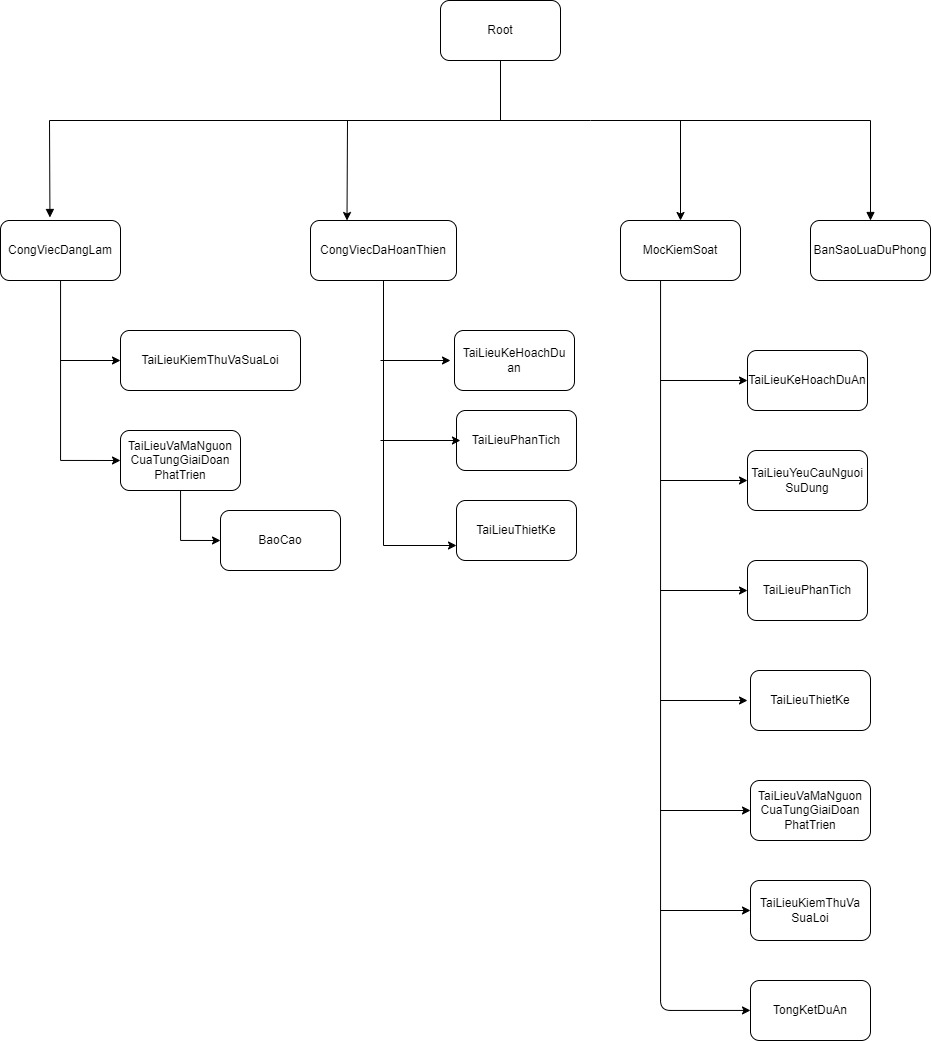 Root
CongViecDangLam
CongViecDaHoanThien
MocKiemSoat
BanSaoLuaDuPhong
TaiLieuKiemThuVaSuaLoi
TaiLieuVaMaNguon
CuaTungGiaiDoan
PhatTrien
BaoCao
TaiLieuKeHoachDu
an
TaiLieuPhanTich
TaiLieuThietKe
TaiLieuKeHoachDuAn
TaiLieuYeuCauNguoi
SuDung
TaiLieuPhanTich
TaiLieuThietKe
TaiLieuVaMaNguon
CuaTungGiaiDoan
PhatTrien
TaiLieuKiemThuVa
SuaLoi
TongKetDuAn